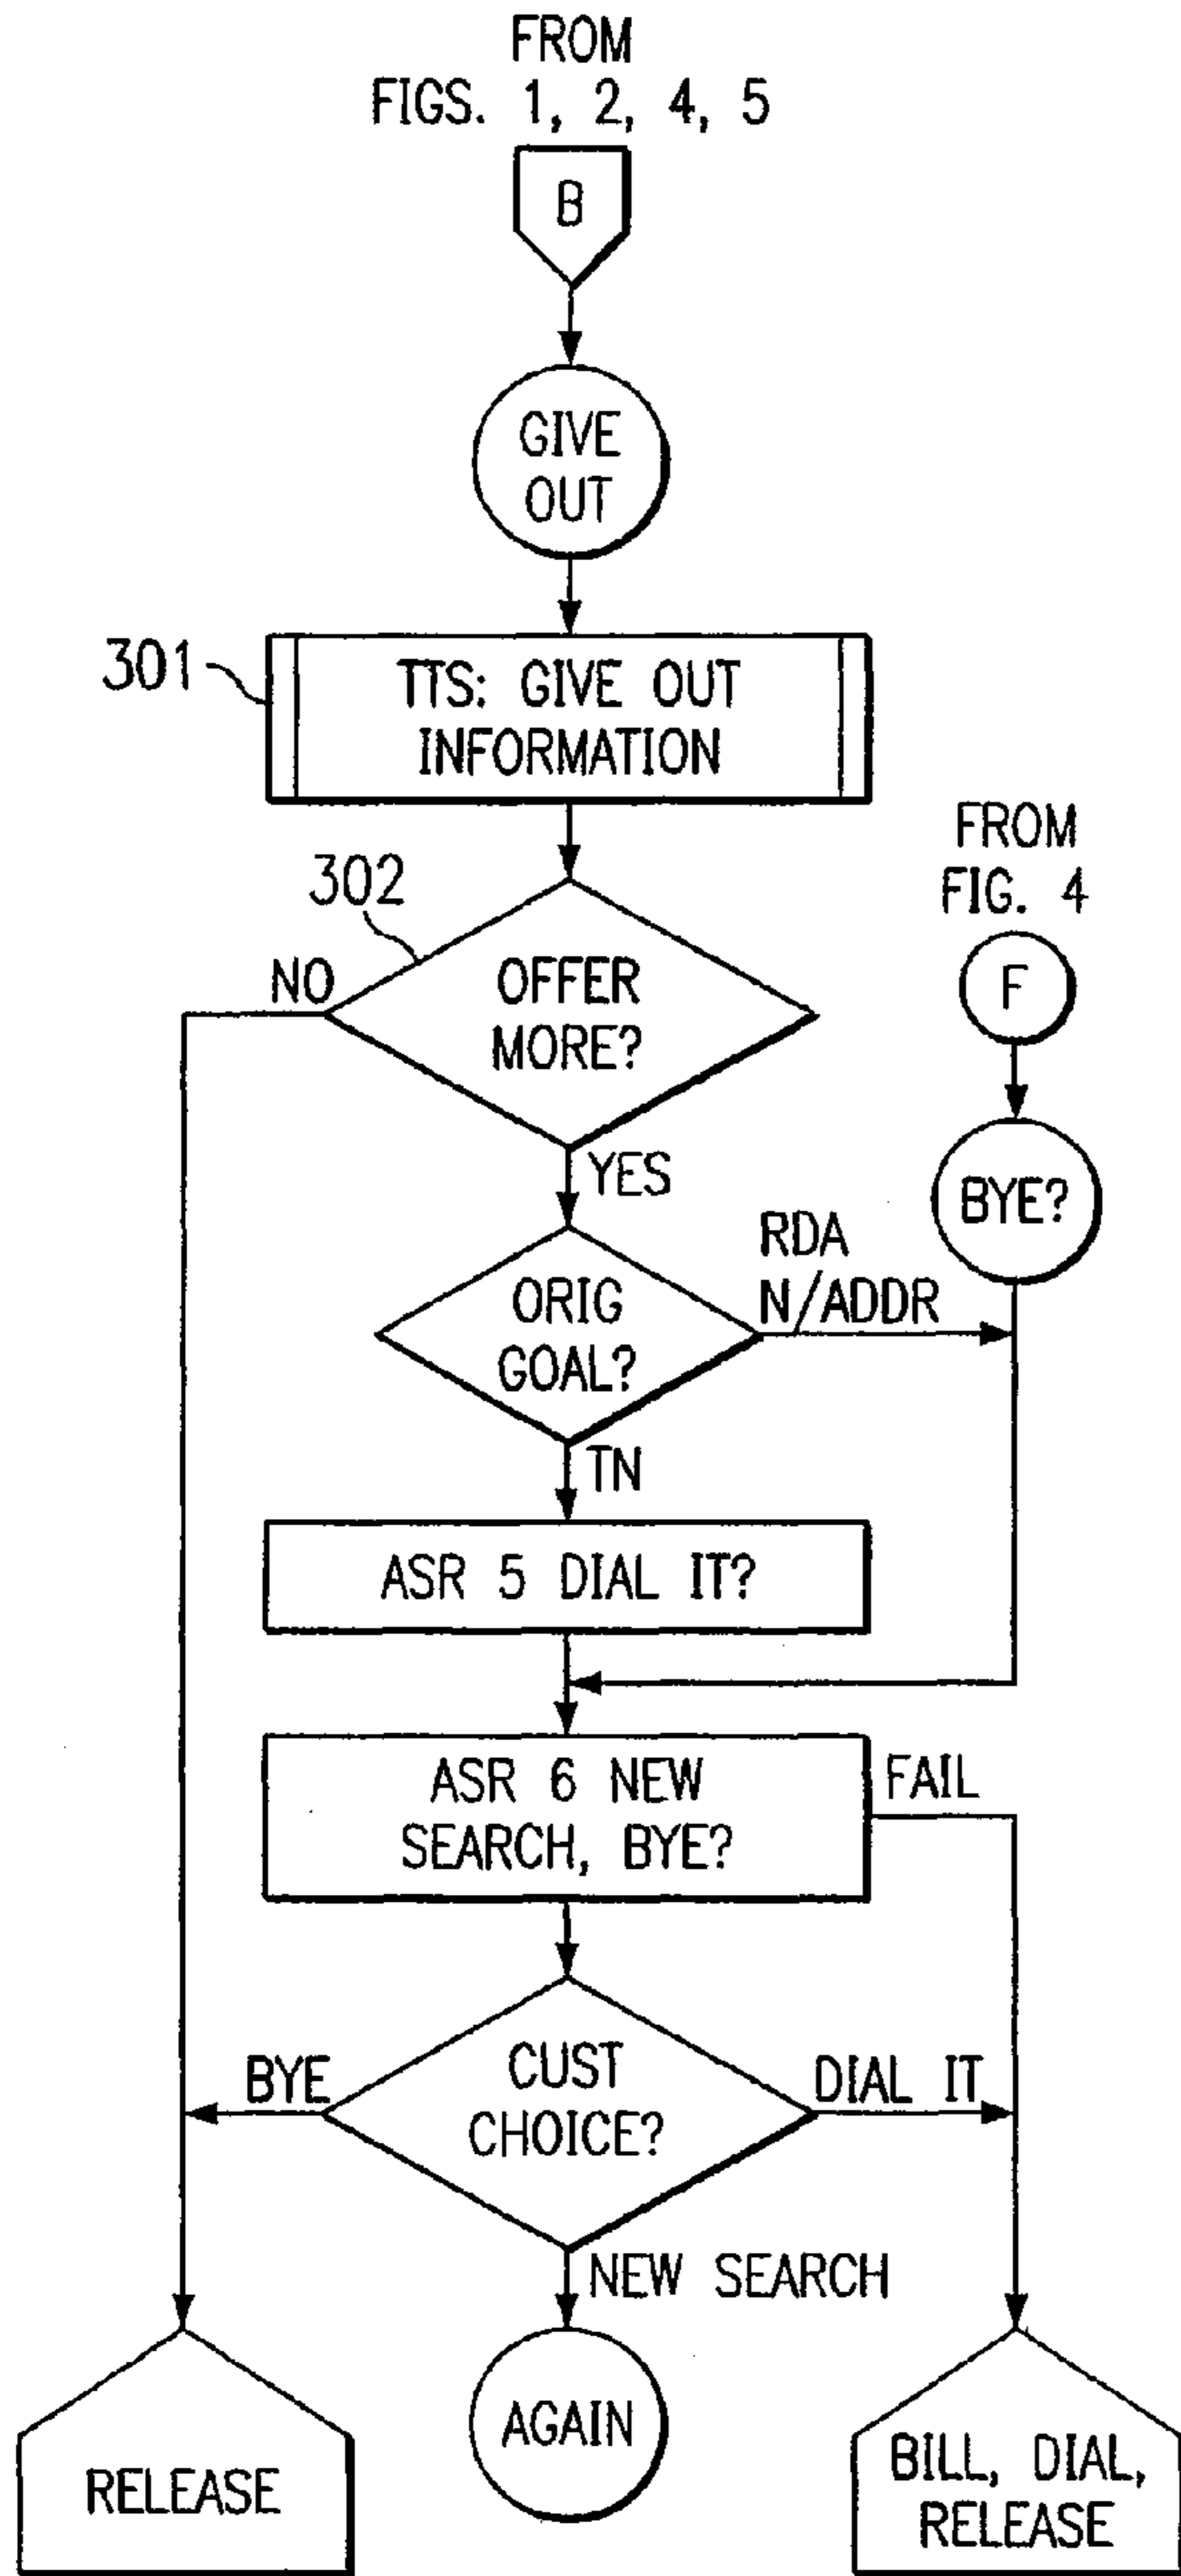 FROM
FIGS. 1, 2, 4, 5
B
GIVE
OUT
301
TTS: GIVE OUT
INFORMATION
302
NO
OFFER
MORE?
FROM
FIG. 4
F
BYE?
YES
ORIG
GOAL?
RDA
N/ADDR
TN
ASR 5 DIAL IT?
ASR 6 NEW
SEARCH, BYE?
FAIL
BYE
CUST
CHOICE?
DIAL IT
NEW SEARCH
RELEASE
AGAIN
BILL, DIAL,
RELEASE